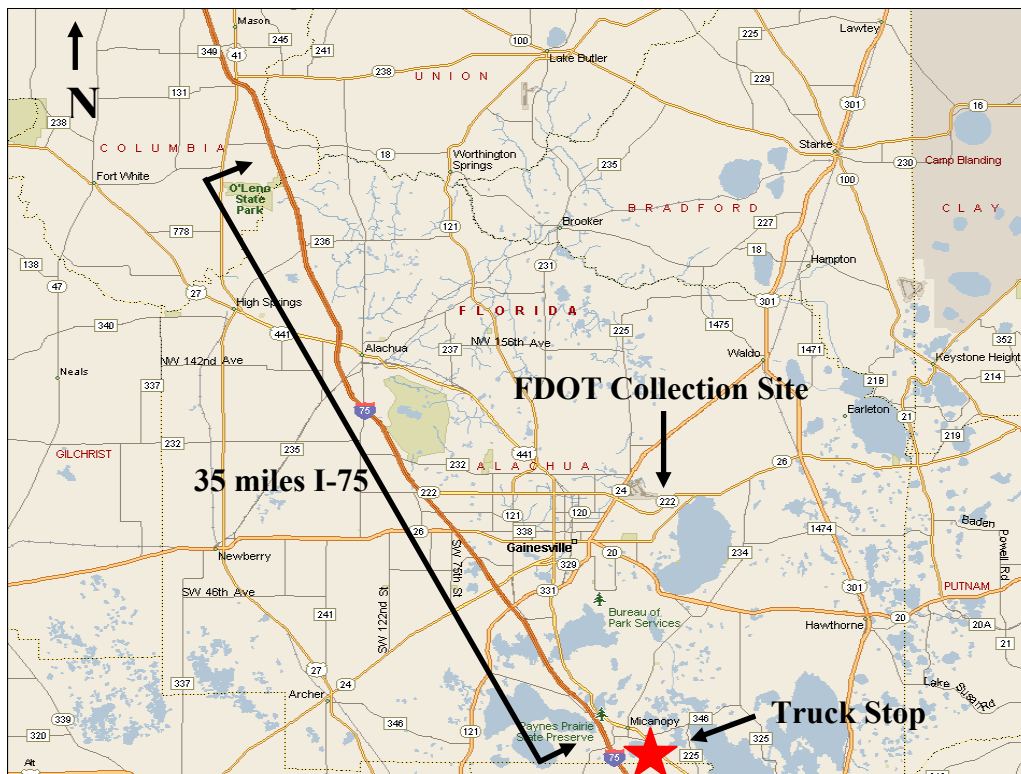 Mason
Lawtey
349
245
241
225
41
100
Lake Butler
238
UNION
229
131
301
16
N
238
COLUMBIA
18
Worthington
Springs
235
Starke
230
Camp Blanding
Fort White
O'Leno
State
Park
100
BRADFORD
CLAY
778
121
Brooker
227
236
18
138
231
Hampton
47
27
High Springs
301
FLORIDA
340
441
237
NW 156th Ave
225
1475
352
NW 142nd Ave
Alachua
Waldo
1471
Keystone Height
Neals
337
FDOT Collection Site
21B
214
75
Earleton
21
232
235
441
219
GILCHRIST
232
ALACHUA
26
35 miles I-75
222
24
222
121
120
26
338
1474
Baden
Powell Rd
Newberry
SW 75th St
Gainesville
20
234
329
SW 46th Ave
SW 122nd St
331
301
PUTNAM
241
Bureau of
Park Services
Hawthorne
20
20A
21
27
337
24
Lake Susan Rd
Archer
339
346
Paynes Prairie
State Preserve
Micanopy
346
Truck Stop
320
121
325
325
75
225
Alt